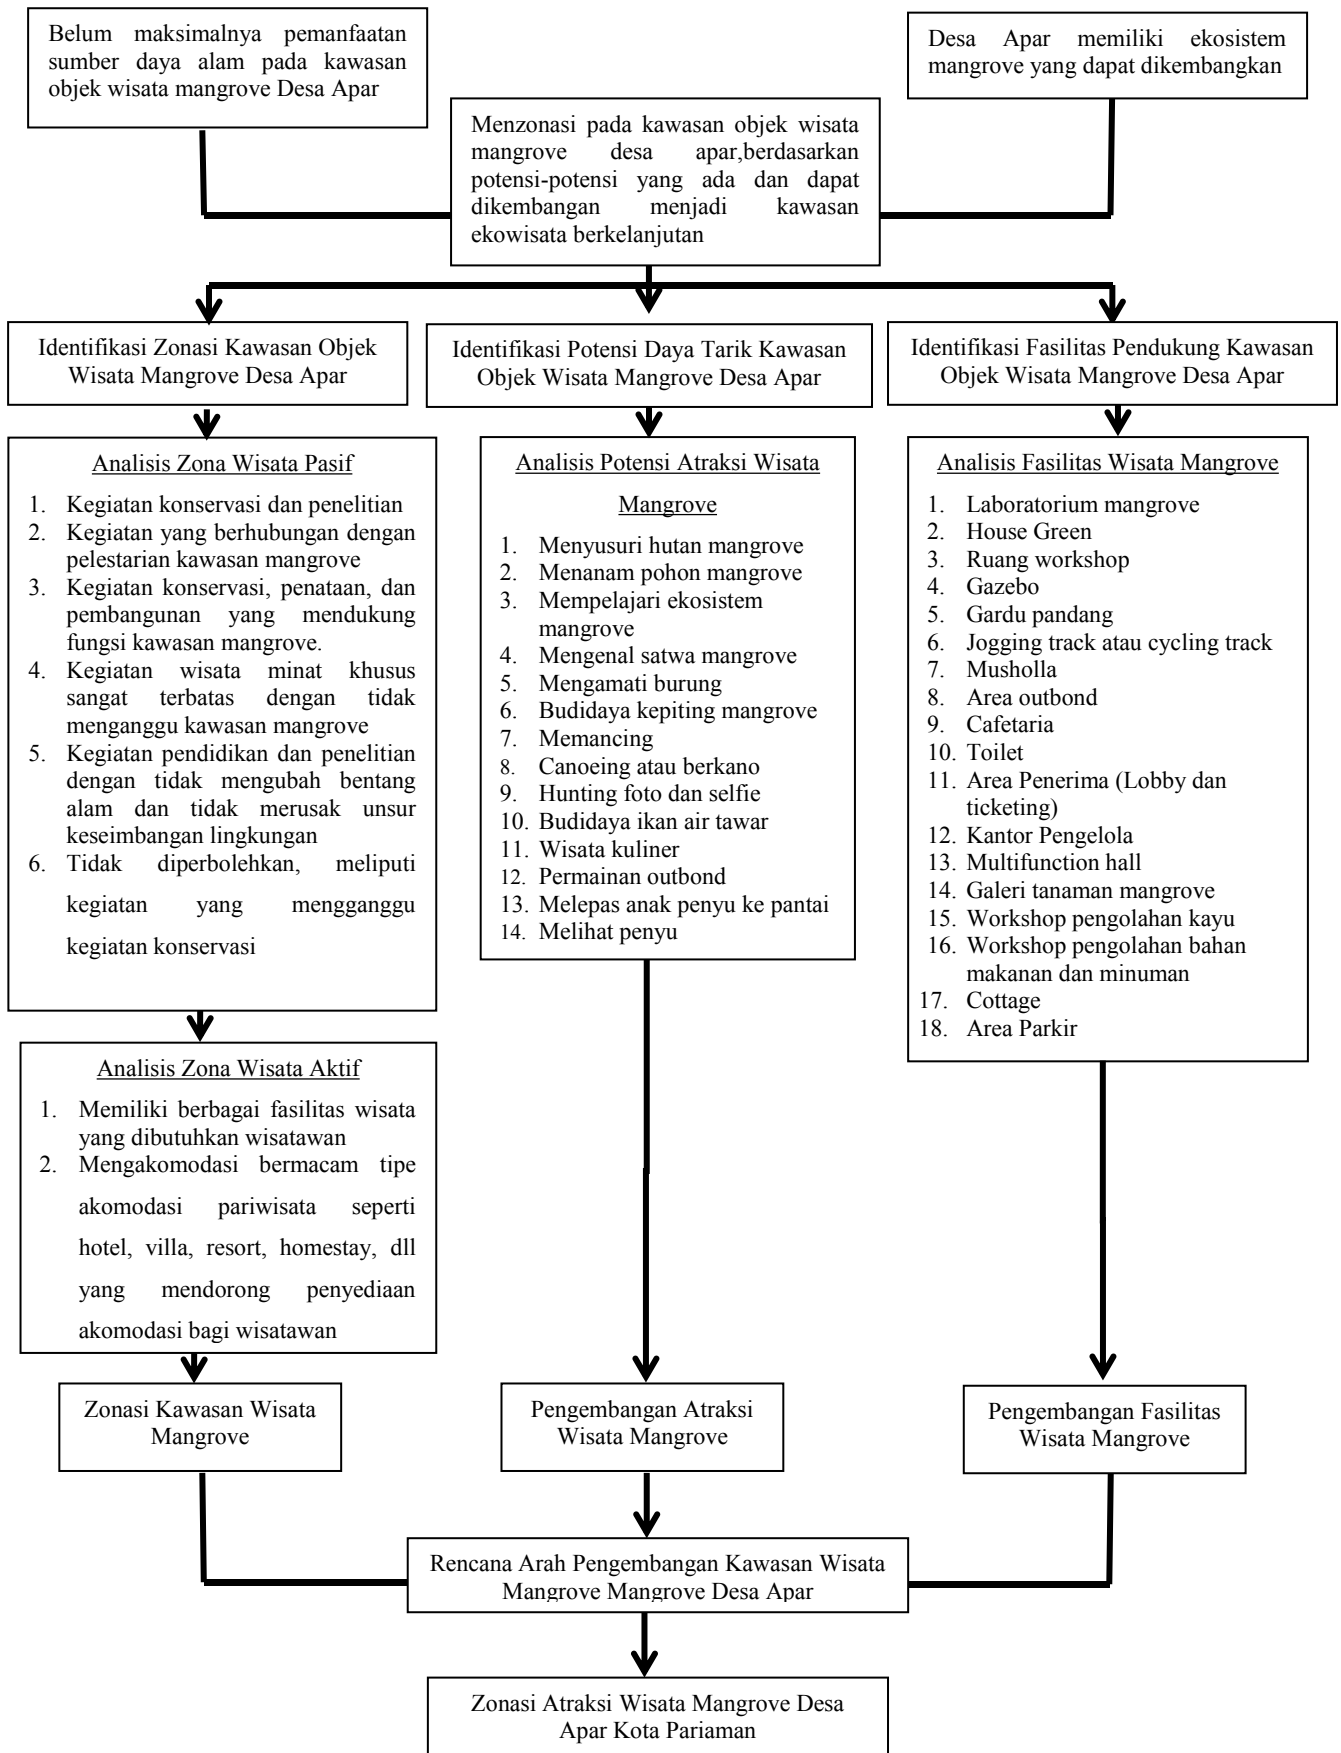 Belum maksimalnya pemanfaatan
sumber daya alam pada kawasan
objek wisata mangrove Desa Apar
Desa Apar memiliki ekosistem
mangrove yang dapat dikembangkan
Menzonasi pada kawasan objek wisata
mangrove desa apar,berdasarkan
potensi-potensi yang ada dan dapat
dikembangan menjadi kawasan
ekowisata berkelanjutan
Identifikasi Zonasi Kawasan Objek
Wisata Mangrove Desa Apar
Identifikasi Potensi Daya Tarik Kawasan
Objek Wisata Mangrove Desa Apar
Identifikasi Fasilitas Pendukung Kawasan
Objek Wisata Mangrove Desa Apar
Analisis Zona Wisata Pasif
1. Kegiatan konservasi dan penelitian
2. Kegiatan yang berhubungan dengan
pelestarian kawasan mangrove
3. Kegiatan konservasi, penataan, dan
pembangunan yang mendukung
fungsi kawasan mangrove.
4. Kegiatan wisata minat khusus
sangat terbatas dengan tidak
menganggu kawasan mangrove
5. Kegiatan pendidikan dan penelitian
dengan tidak mengubah bentang
alam dan tidak merusak unsur
keseimbangan lingkungan
6. Tidak diperbolehkan, meliputi
kegiatan yang mengganggu
kegiatan konservasi
Analisis Potensi Atraksi Wisata
Mangrove
1. Menyusuri hutan mangrove
2. Menanam pohon mangrove
3. Mempelajari ekosistem
mangrove
4. Mengenal satwa mangrove
5. Mengamati burung
6. Budidaya kepiting mangrove
7. Memancing
8. Canoeing atau berkano
9. Hunting foto dan selfie
10. Budidaya ikan air tawar
11. Wisata kuliner
12. Permainan outbond
13. Melepas anak penyu ke pantai
14. Melihat penyu
Analisis Fasilitas Wisata Mangrove
1. Laboratorium mangrove
2. House Green
3. Ruang workshop
4. Gazebo
5. Gardu pandang
6. Jogging track atau cycling track
7. Musholla
8. Area outbond
9. Cafetaria
10. Toilet
11. Area Penerima (Lobby dan
ticketing)
12. Kantor Pengelola
13. Multifunction hall
14. Galeri tanaman mangrove
15. Workshop pengolahan kayu
16. Workshop pengolahan bahan
makanan dan minuman
17. Cottage
18. Area Parkir
Analisis Zona Wisata Aktif
1. Memiliki berbagai fasilitas wisata
yang dibutuhkan wisatawan
2. Mengakomodasi bermacam tipe
akomodasi pariwisata seperti
hotel, villa, resort, homestay, dll
yang mendorong penyediaan
akomodasi bagi wisatawan
Zonasi Kawasan Wisata
Mangrove
Pengembangan Atraksi
Wisata Mangrove
Pengembangan Fasilitas
Wisata Mangrove
Rencana Arah Pengembangan Kawasan Wisata
Mangrove Mangrove Desa Apar
Zonasi Atraksi Wisata Mangrove Desa
Apar Kota Pariaman